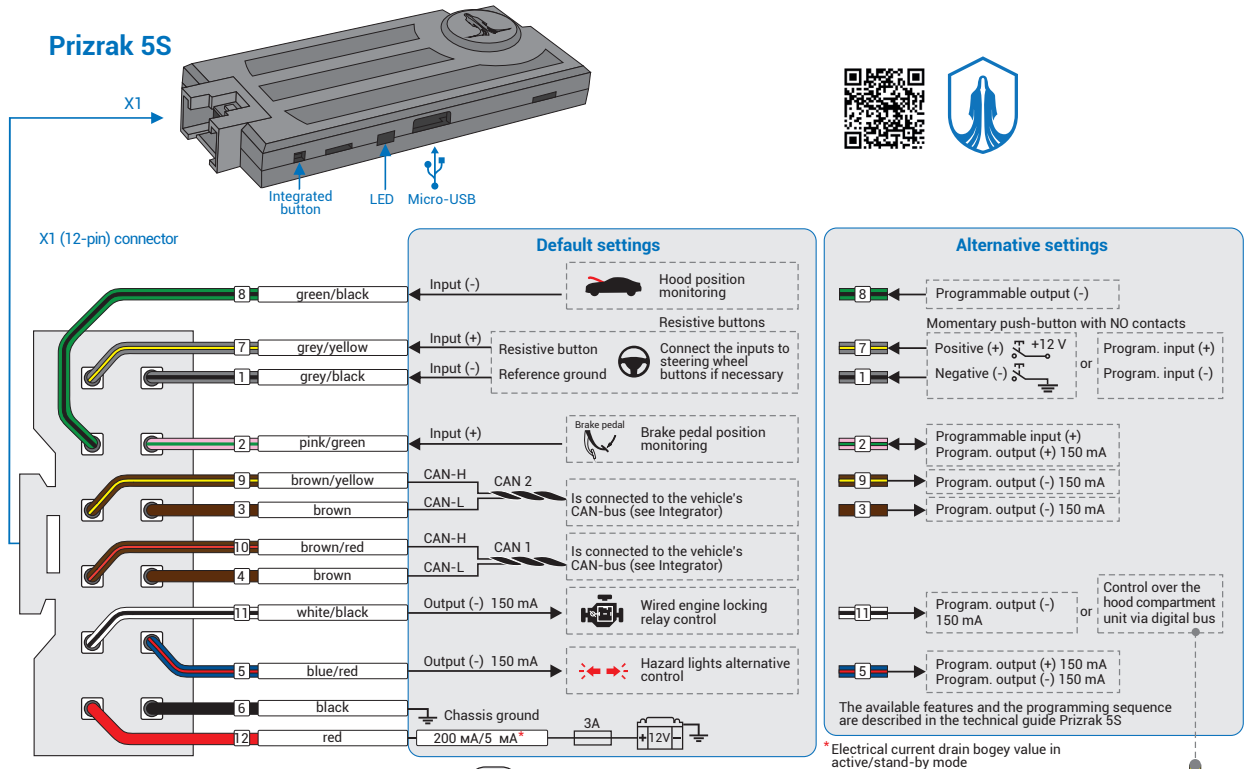 Prizrak 5S
X1
Integrated
button
LED
Micro-USB
X1 (12-pin) connector
Default settings
8 green/black Input (-) Hood position
monitoring
Resistive buttons
7 grey/yellow Input (+) Resistive button
1 grey/black Input (-) Reference ground
Connect the inputs to
steering wheel
buttons if necessary
2 pink/green Input (+) Brake pedal Brake pedal position
monitoring
9 brown/yellow CAN-H CAN 2
3 brown CAN-L
Is connected to the vehicle's
CAN-bus (see Integrator)
10 brown/red CAN-H CAN 1
4 brown CAN-L
Is connected to the vehicle's
CAN-bus (see Integrator)
11 white/black Output (-) 150 mA Wired engine locking
relay control
5 blue/red Output (-) 150 mA Hazard lights alternative
control
6 black Chassis ground
12 red 200 мА/5 мА* 3A + 12V -
Alternative settings
8 Programmable output (-)
Momentary push-button with NO contacts
7 Positive (+) +12 V or Program. input (+)
1 Negative (-) Program. input (-)
2 Programmable input (+)
Program. output (+) 150 mA
9 Program. output (-) 150 mA
3 Program. output (-) 150 mA
11 Program. output (-)
150 mA
or
Control over the
hood compartment
unit via digital bus
5 Program. output (+) 150 mA
Program. output (-) 150 mA
The available features and the programming sequence
are described in the technical guide Prizrak 5S
* Electrical current drain bogey value in
active/stand-by mode